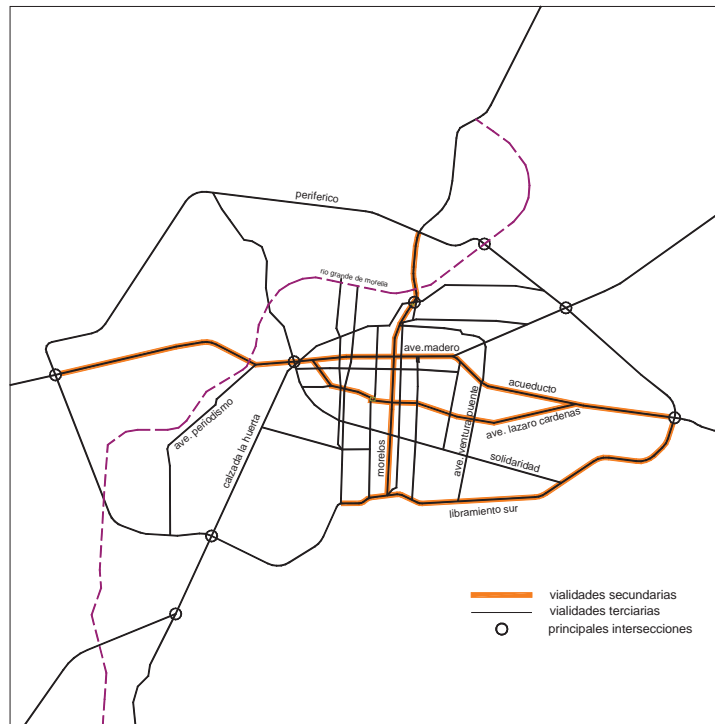 periferico
rio grande de morelia
ave.madero
acueducto
ave. periodismo
calzada la huerta
morelos
ave. ventura puente
ave. lazaro cardenas
solidaridad
libramiento sur
vialidades secundarias
vialidades terciarias
principales intersecciones